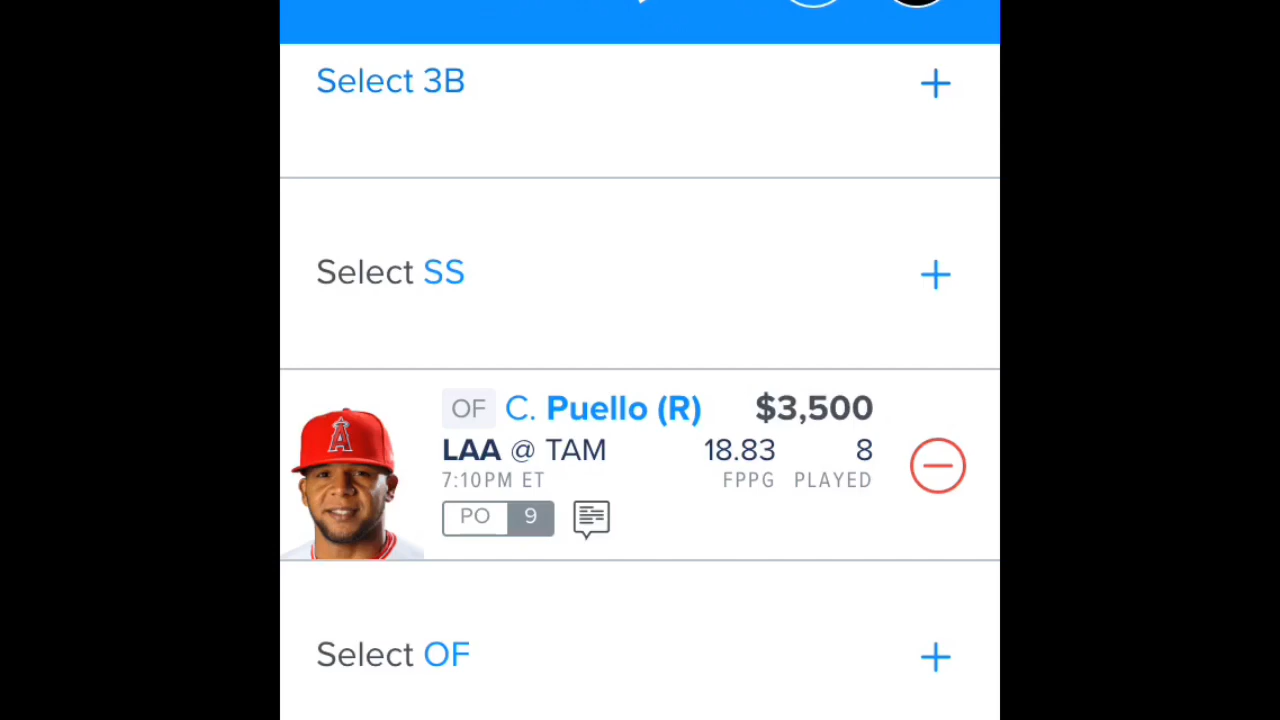 Select 3B
Select SS
OF C. Puello (R) $3,500
LAA @ TAM 18.83 8
7:10PM ET FPPG PLAYED
PO 9
Select OF